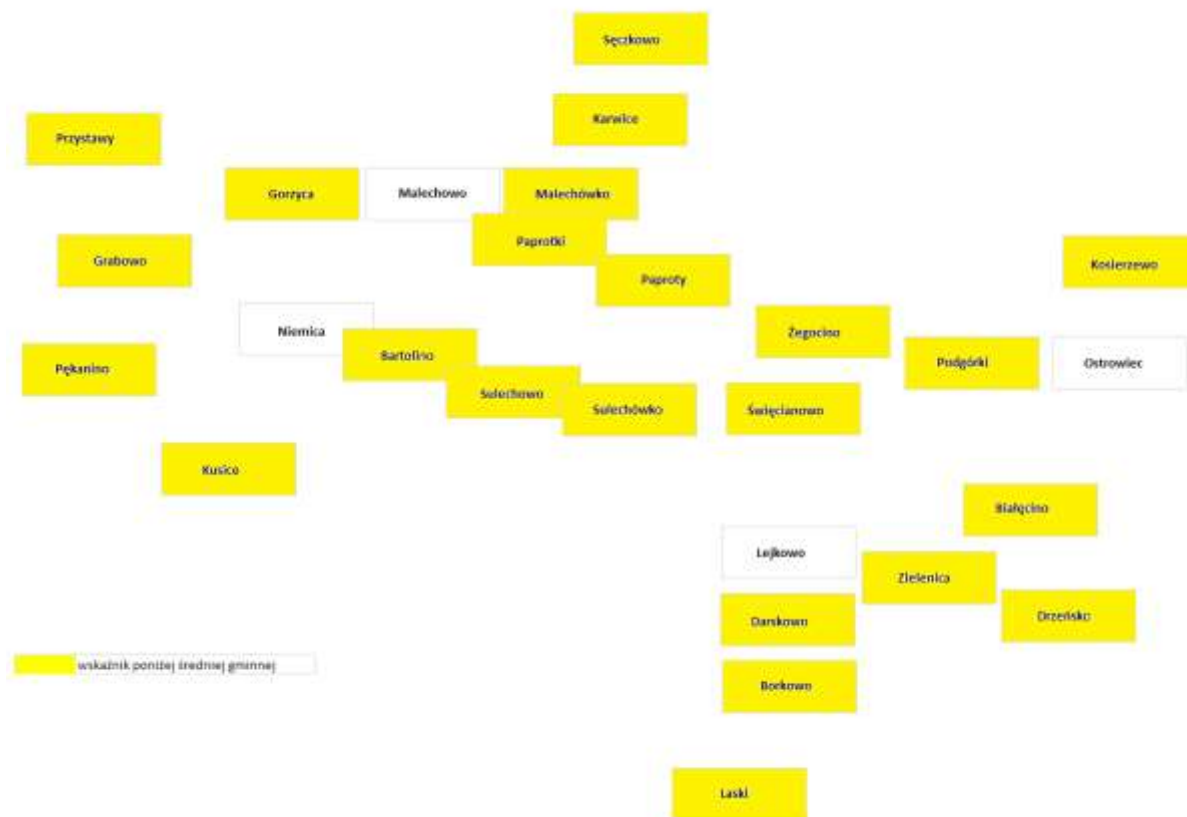 Sęczkowo
Karwice
Przystawy
Gorzyca
Malechowo
Malechówko
Paprotki
Grabowo
Paproty
Kosierzewo
Niemica
Żegocino
Bartolino
Podgórki
Ostrowiec
Pękanino
Sulechowo
Sulechówko
Święcianowo
Kusice
Białęcino
Lejkowo
Zielenica
Drzeńsko
Darskowo
wskaźnik poniżej średniej gminnej
Borkowo
Laski